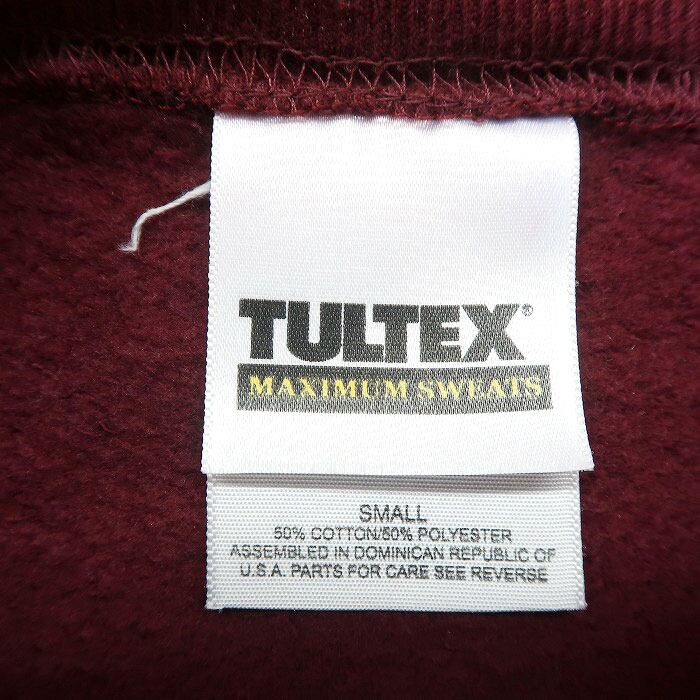 TULTEX®
MAXIMUM SWEATS
SMALL
50% COTTON/50% POLYESTER
ASSEMBLED IN DOMINICAN REPUBLIC OF
U.S.A. PARTS FOR CARE SEE REVERSE